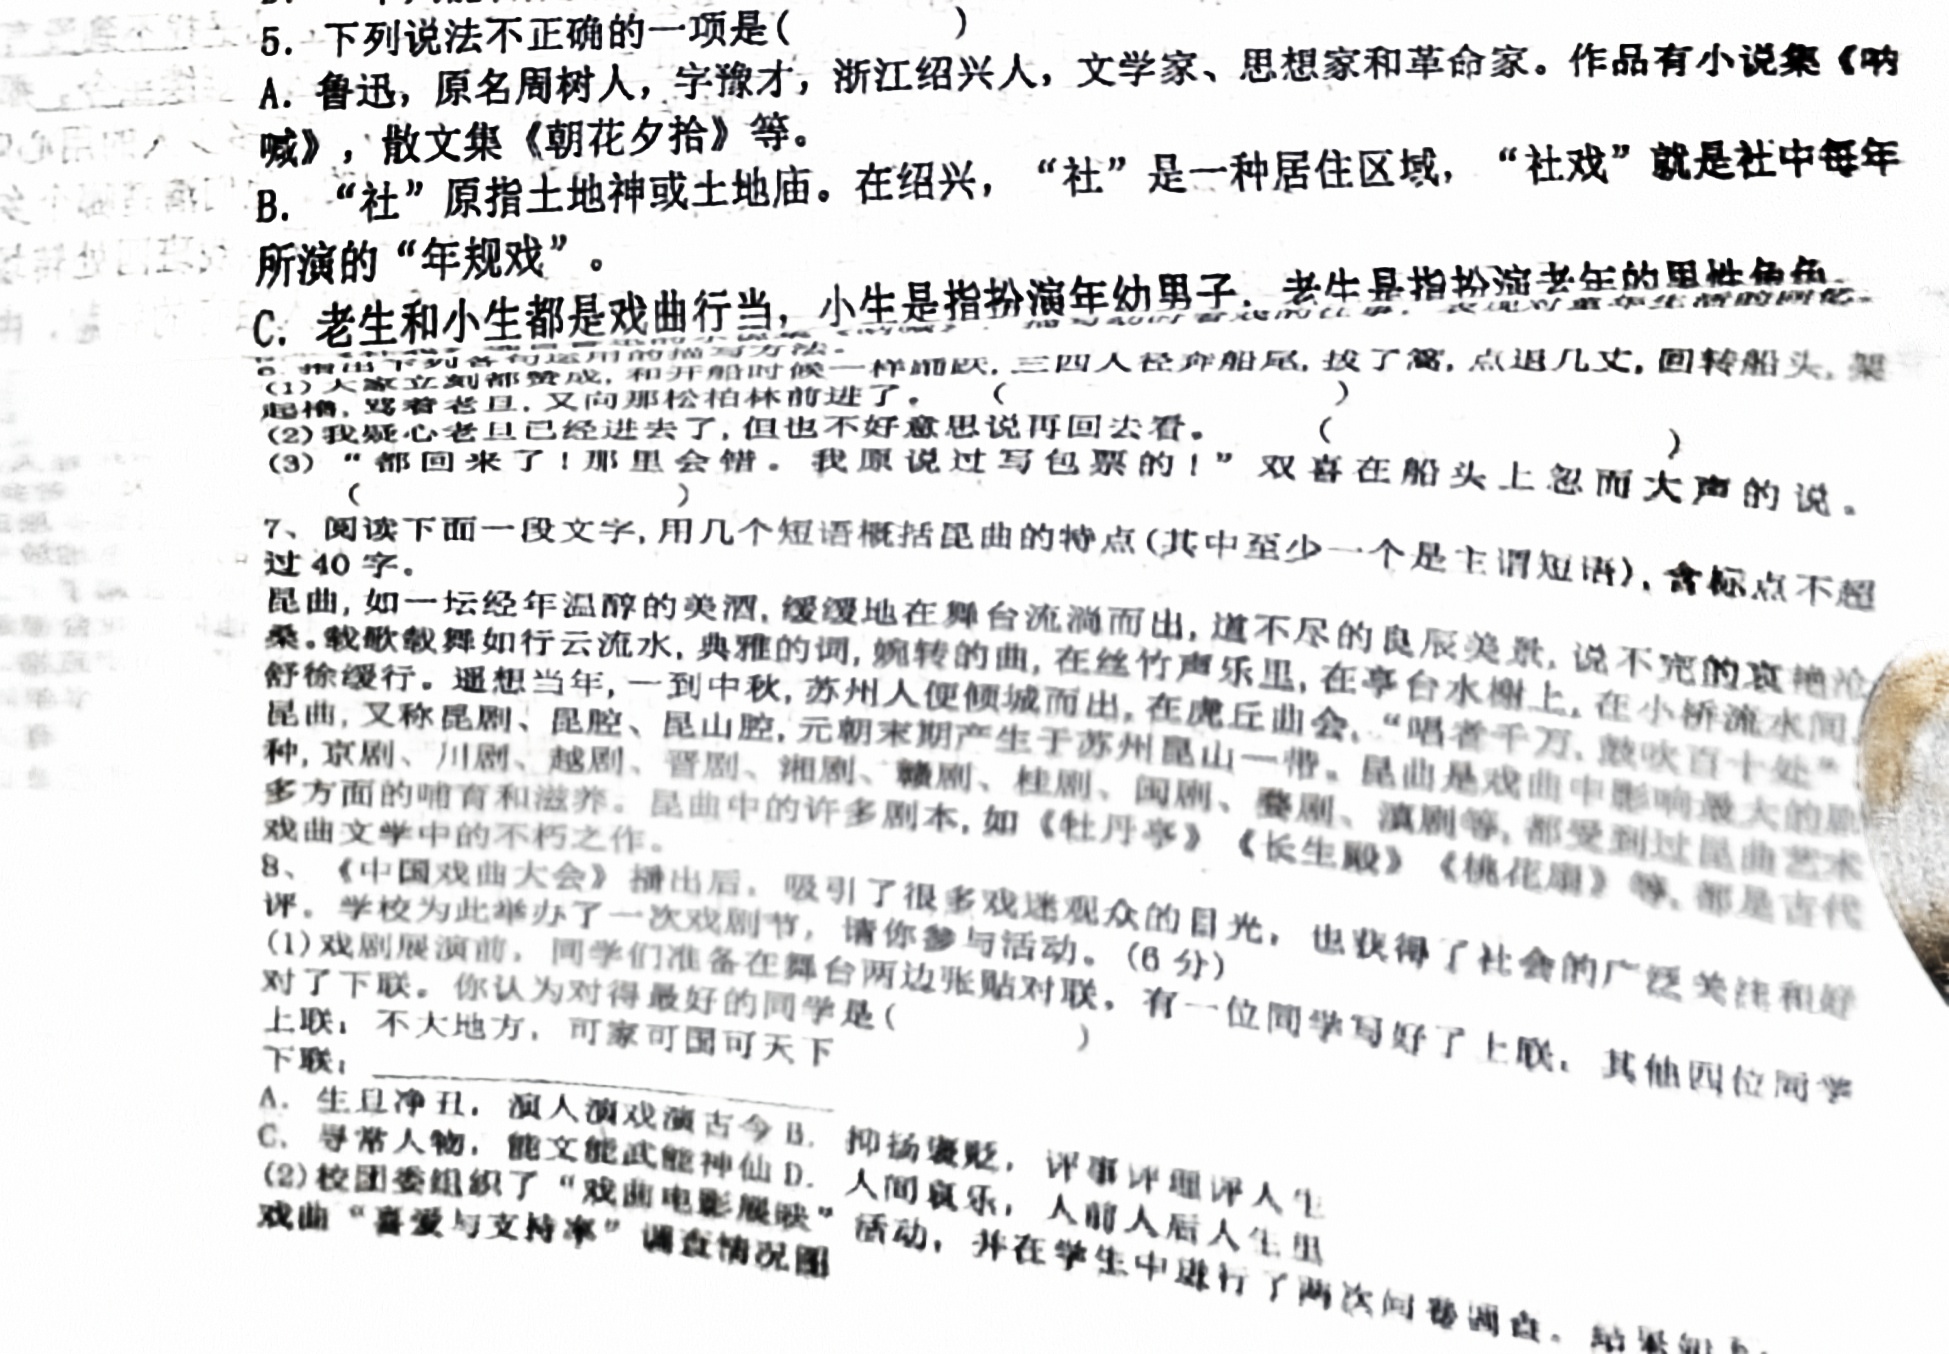 5. 下列说法不正确的一项是(    )
A. 鲁迅，原名周树人，字豫才，浙江绍兴人，文学家、思想家和革命家。作品有小说集《呐
喊》，散文集《朝花夕拾》等。
B. “社”原指土地神或土地庙。在绍兴，“社”是一种居住区域，“社戏”就是社中每年
所演的“年规戏”。
C. 老生和小生都是戏曲行当，小生是指扮演年幼男子，老生是指扮演老年的男性角色
6. 指出下列各句运用的描写方法。
(1)大家立刻都赞成,和开船时候一样踊跃,三四人径奔船尾,拔了篙,点退几丈,回转船头,架
起橹,骂着老旦,又向那松柏林前进了。 (    )
(2)我疑心老旦已经进去了,但也不好意思说再回去看。 (    )
(3)“都回来了!那里会错。我原说过写包票的!”双喜在船头上忽而大声的说。
(    )
7、阅读下面一段文字,用几个短语概括昆曲的特点(其中至少一个是主谓短语),含标点不超
过40字。
昆曲,如一坛经年温醇的美酒,缓缓地在舞台流淌而出,道不尽的良辰美景,说不完的哀艳沧
桑。载歌载舞如行云流水,典雅的词,婉转的曲,在丝竹声乐里,在亭台水榭上,在小桥流水间,
舒徐缓行。遥想当年,一到中秋,苏州人便倾城而出,在虎丘曲会,“唱者千万,鼓吹百十处”
昆曲,又称昆剧、昆腔、昆山腔,元朝末期产生于苏州昆山一带。昆曲是戏曲中影响最大的剧
种,京剧、川剧、越剧、晋剧、湘剧、赣剧、桂剧、闽剧、婺剧、滇剧等,都受到过昆曲艺术
多方面的哺育和滋养。昆曲中的许多剧本,如《牡丹亭》《长生殿》《桃花扇》等,都是古代
戏曲文学中的不朽之作。
8、《中国戏曲大会》播出后，吸引了很多戏迷观众的目光，也获得了社会的广泛关注和好
评。学校为此举办了一次戏剧节，请你参与活动。(6分)
(1)戏剧展演前，同学们准备在舞台两边张贴对联，有一位同学写好了上联，其他四位同学
对了下联。你认为对得最好的同学是(    )
上联：不大地方，可家可国可天下
下联：
A. 生旦净丑，演人演戏演古今 B. 抑扬褒贬，评事评理评人生
C. 寻常人物，能文能武能神仙 D. 人间哀乐，人前人后人生里
(2)校团委组织了“戏曲电影展映”活动，并在学生中进行了两次问卷调查。结果如下：
戏曲“喜爱与支持率”调查情况图